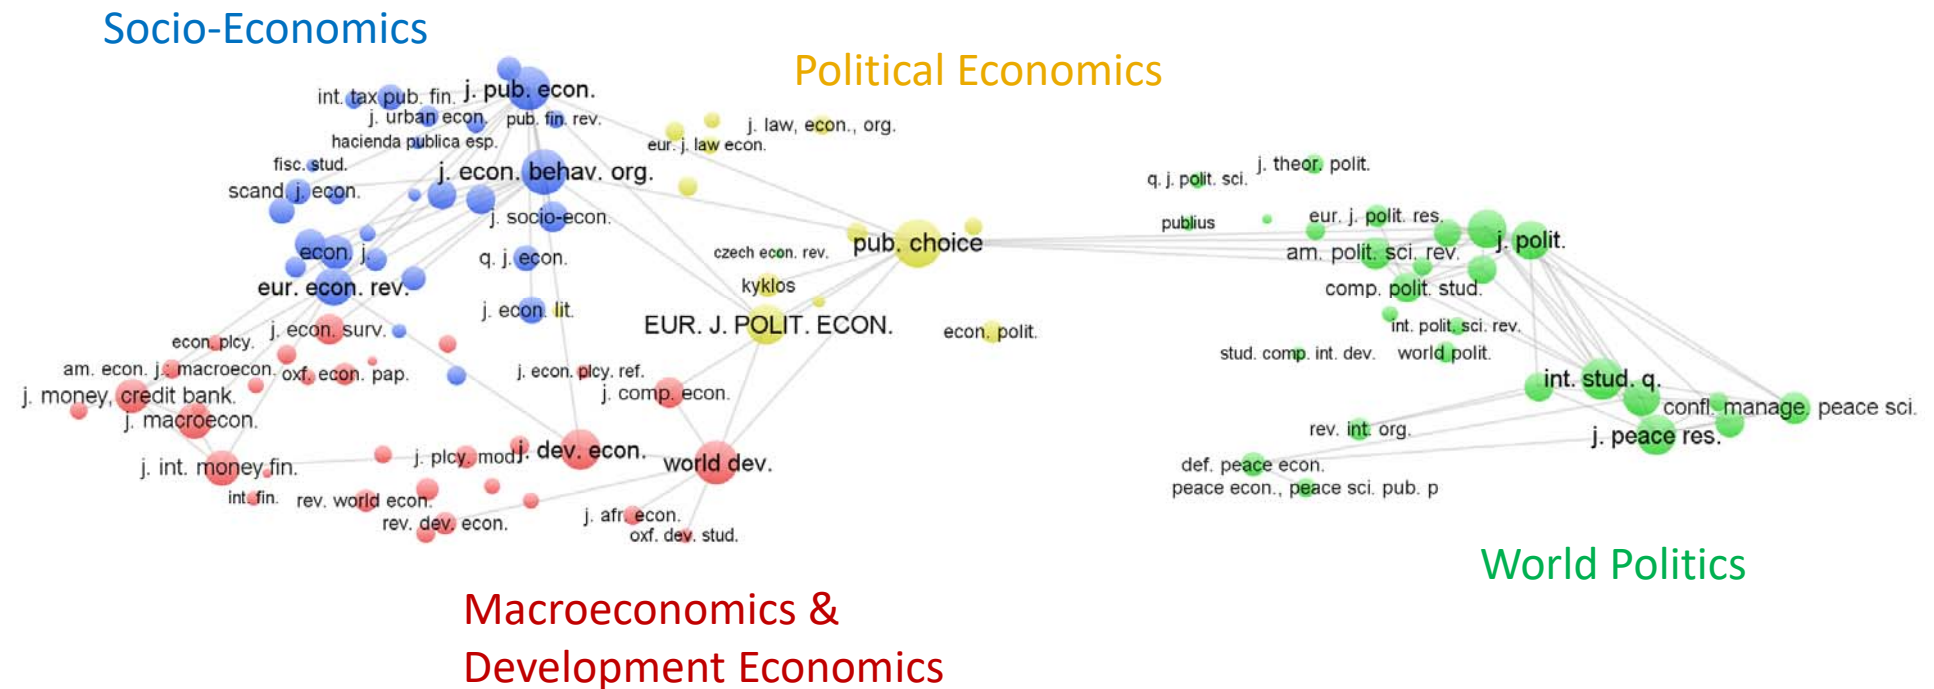 Socio-Economics
Political Economics
int. tax pub. fin.
j. pub. econ.
j. urban econ.
pub. fin. rev.
hacienda publica esp.
fisc. stud.
j. econ. behav. org.
scand. j. econ.
j. socio-econ.
econ. j.
q. j. econ.
eur. econ. rev.
j. econ. lit.
j. law, econ., org.
eur. j. law econ.
pub. choice
czech econ. rev.
kyklos
EUR. J. POLIT. ECON.
econ. polit.
j. theor. polit.
q. j. polit. sci.
publius
eur. j. polit. res.
j. polit.
am. polit. sci. rev.
comp. polit. stud.
int. polit. sci. rev.
stud. comp. int. dev.
world polit.
int. stud. q.
confl. manage. peace sci.
rev. int. org.
j. peace res.
def. peace econ.
peace econ., peace sci. pub. p
j. econ. surv.
econ. plcy.
am. econ. j.: macroecon.
oxf. econ. pap.
j. money, credit bank.
j. macroecon.
j. econ. plcy. ref.
j. comp. econ.
j. int. money fin.
j. plcy. mod
j. dev. econ.
world dev.
int. fin.
rev. world econ.
rev. dev. econ.
j. afr. econ.
oxf. dev. stud.
World Politics
Macroeconomics &
Development Economics